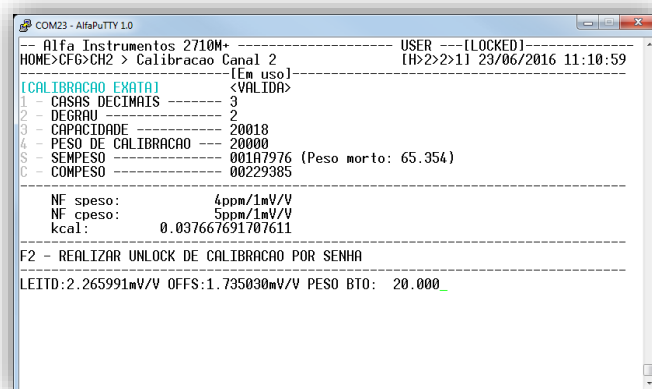 COM23 - AlfaPuTTY 1.0
-- Alfa Instrumentos 2710M+ ------------------- USER ---[LOCKED]-------------
HOME>CFG>CH2 > Calibracao Canal 2 [H>2>2>1] 23/06/2016 11:10:59
--------------------------[Em uso]------------------------------------------
[CALIBRACAO EXATA] <VALIDA>
1 - CASAS DECIMAIS ------- 3
2 - DEGRAU --------------- 2
3 - CAPACIDADE ----------- 20018
4 - PESO DE CALIBRACAO --- 20000
S - SEMPESO -------------- 001A7976 (Peso morto: 65.354)
C - COMPESO -------------- 00229385
----------------------------------------------------------------------------
NF speso: 4ppm/1mV/V
NF cpeso: 5ppm/1mV/V
kcal: 0.037667691707611
----------------------------------------------------------------------------
F2 - REALIZAR UNLOCK DE CALIBRACAO POR SENHA
----------------------------------------------------------------------------
LEITD:2.265991mV/V OFFS:1.735030mV/V PESO BTO: 20.000_